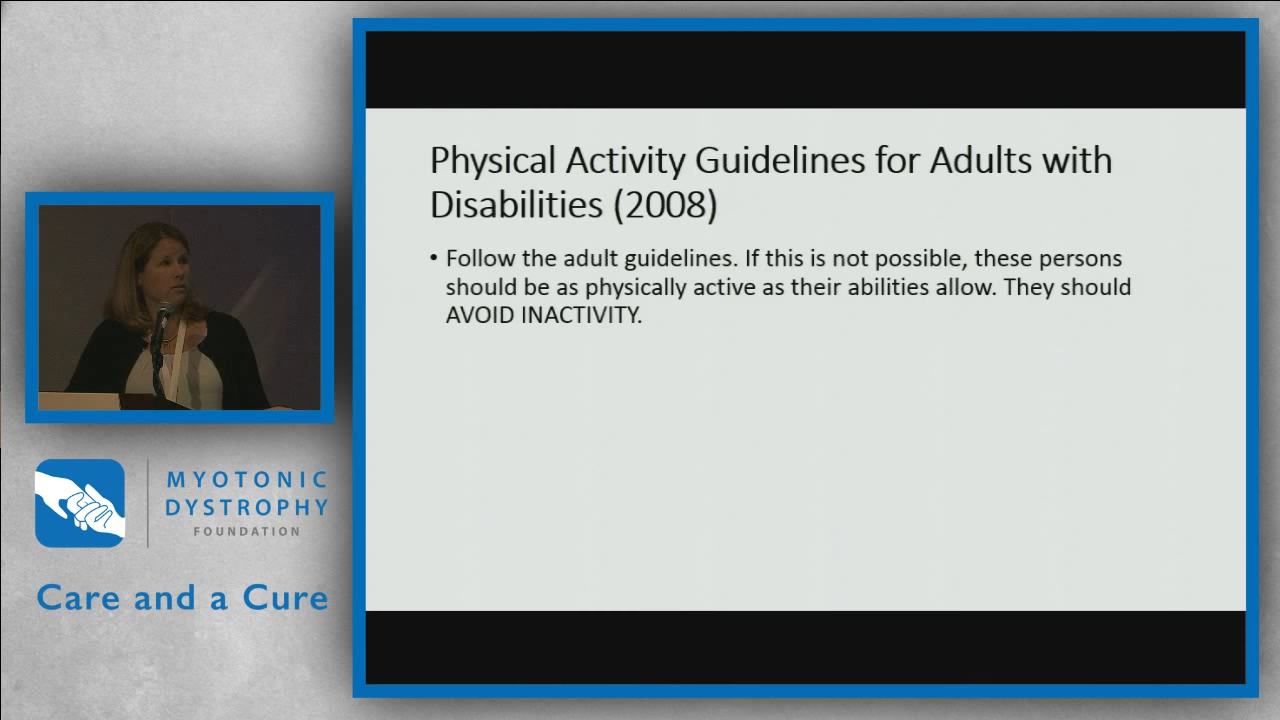 Physical Activity Guidelines for Adults with
Disabilities (2008)
• Follow the adult guidelines. If this is not possible, these persons
should be as physically active as their abilities allow. They should
AVOID INACTIVITY.
MYOTONIC
DYSTROPHY
FOUNDATION
Care and a Cure